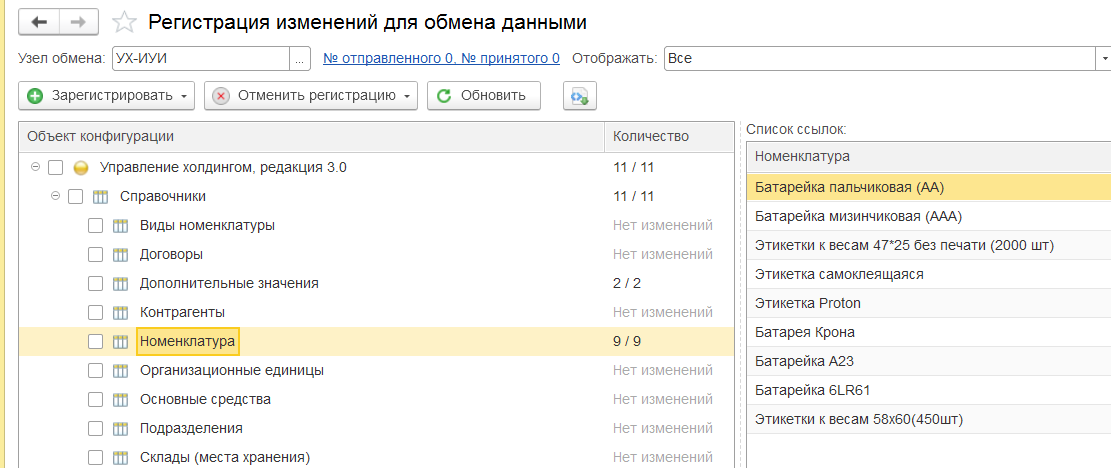 Регистрация изменений для обмена данными
Узел обмена: УХ-ИУИ ... № отправленного 0, № принятого 0 Отображать: Все
Зарегистрировать Отменить регистрацию Обновить
Объект конфигурации Количество
Управление холдингом, редакция 3.0 11 / 11
Справочники 11 / 11
Виды номенклатуры Нет изменений
Договоры Нет изменений
Дополнительные значения 2 / 2
Контрагенты Нет изменений
Номенклатура 9 / 9
Организационные единицы Нет изменений
Основные средства Нет изменений
Подразделения Нет изменений
Склады (места хранения) Нет изменений
Список ссылок:
Номенклатура
Батарейка пальчиковая (АА)
Батарейка мизинчиковая (ААА)
Этикетки к весам 47*25 без печати (2000 шт)
Этикетка самоклеящаяся
Этикетка Proton
Батарея Крона
Батарейка А23
Батарейка 6LR61
Этикетки к весам 58х60(450шт)